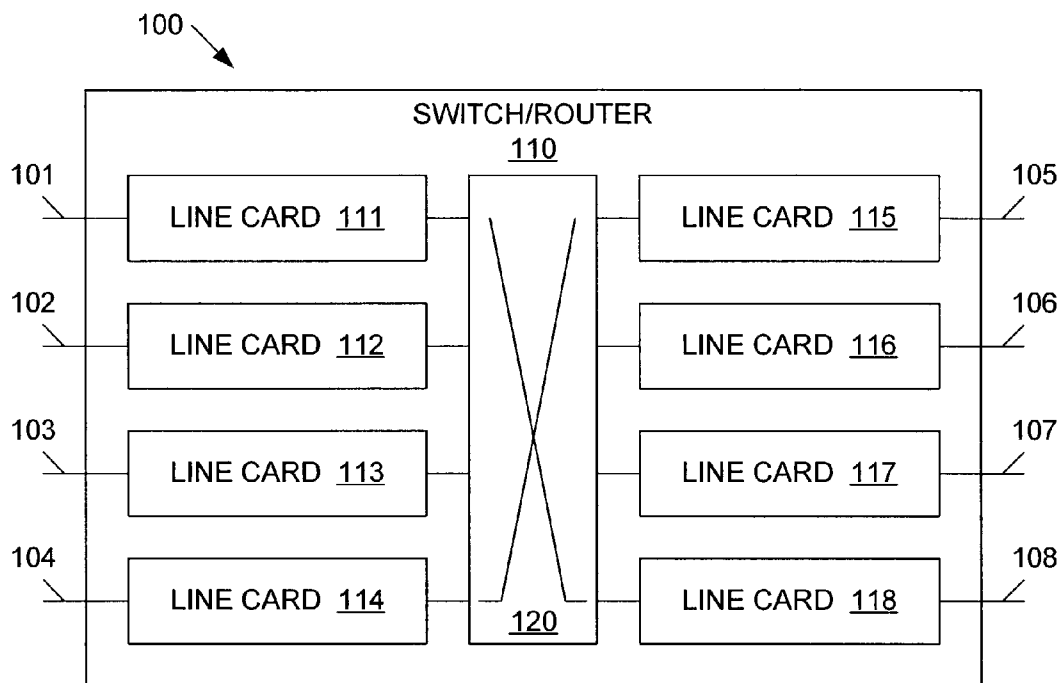 100
SWITCH/ROUTER
110
101
LINE CARD 111
LINE CARD 115
105
102
LINE CARD 112
LINE CARD 116
106
103
LINE CARD 113
LINE CARD 117
107
104
LINE CARD 114
120
LINE CARD 118
108